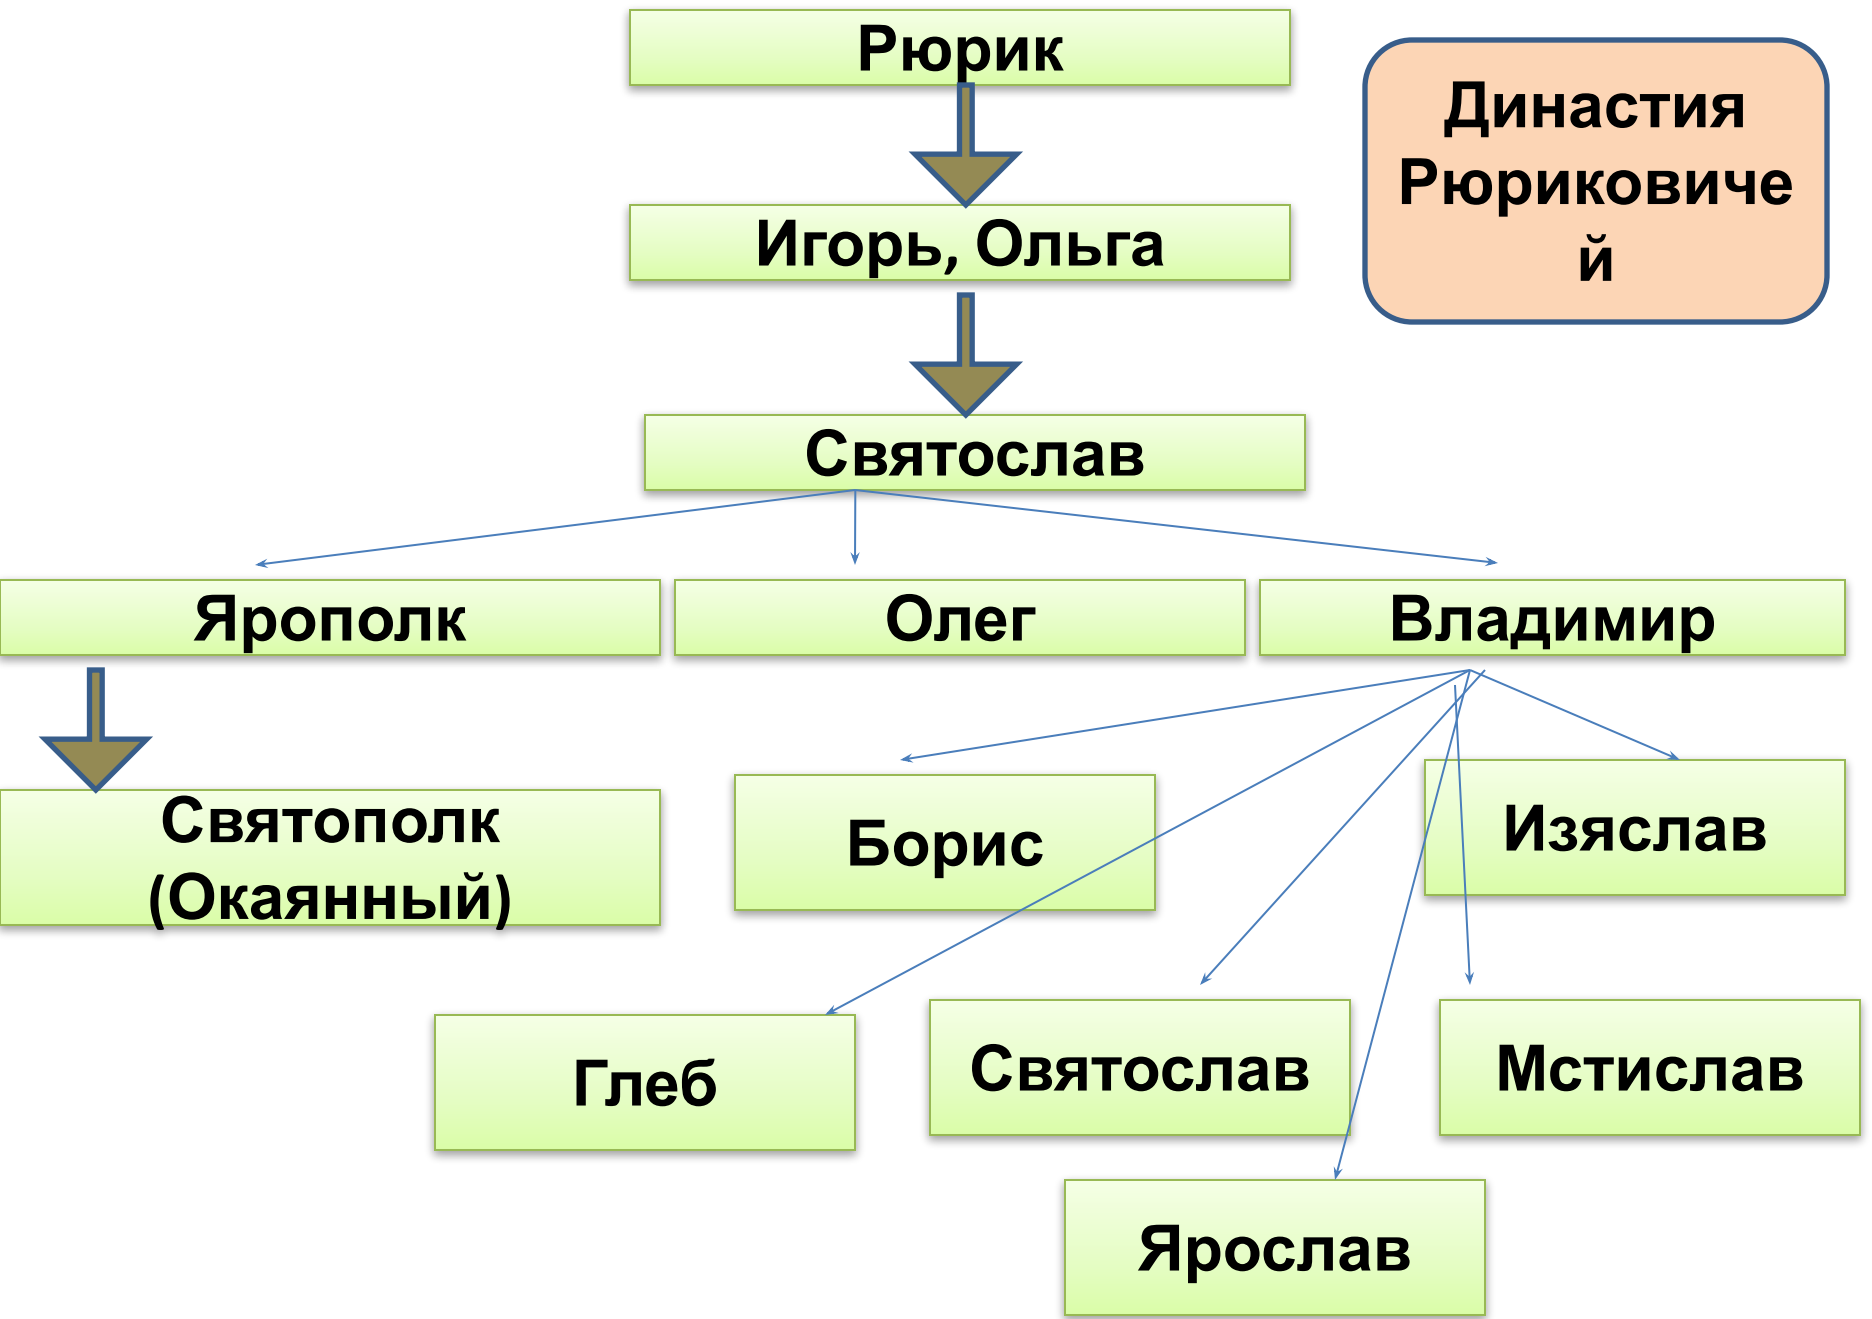 Рюрик
Династия
Рюриковиче
й
Игорь, Ольга
Святослав
Ярополк
Олег
Владимир
Святополк
(Окаянный)
Борис
Изяслав
Глеб
Святослав
Мстислав
Ярослав